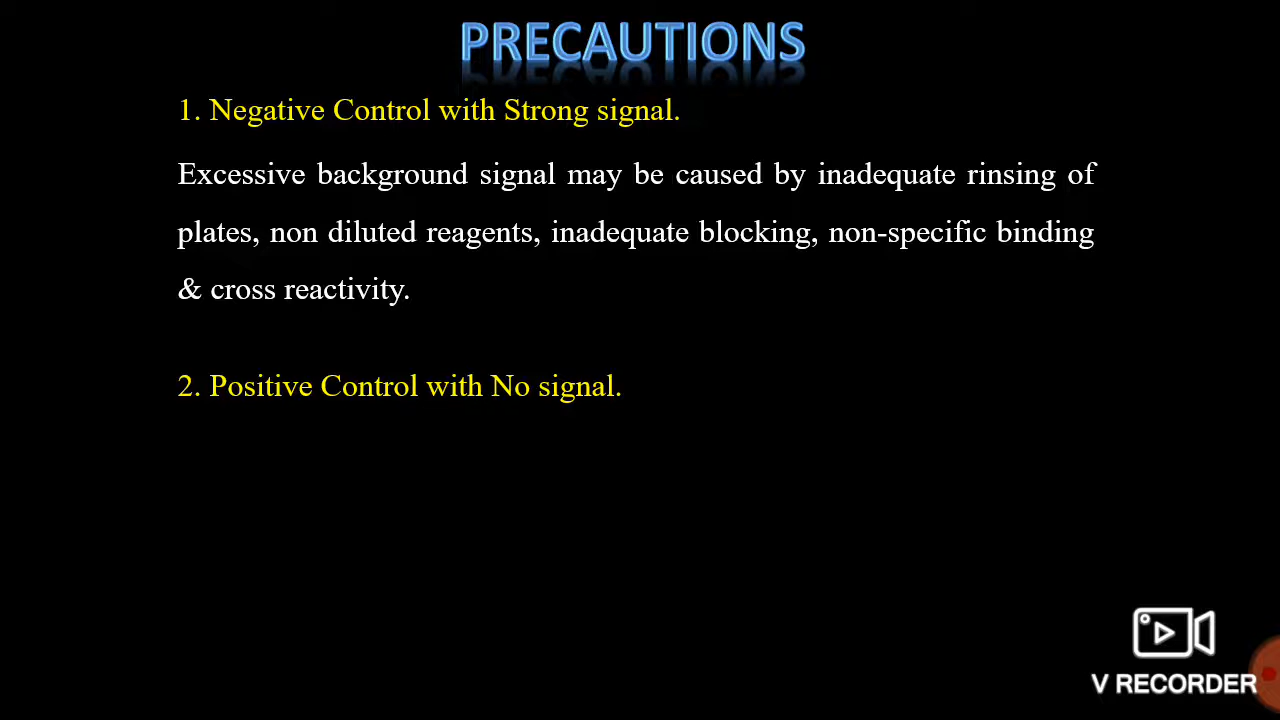 PRECAUTIONS
1. Negative Control with Strong signal.
Excessive background signal may be caused by inadequate rinsing of
plates, non diluted reagents, inadequate blocking, non-specific binding
& cross reactivity.
2. Positive Control with No signal.
V RECORDER